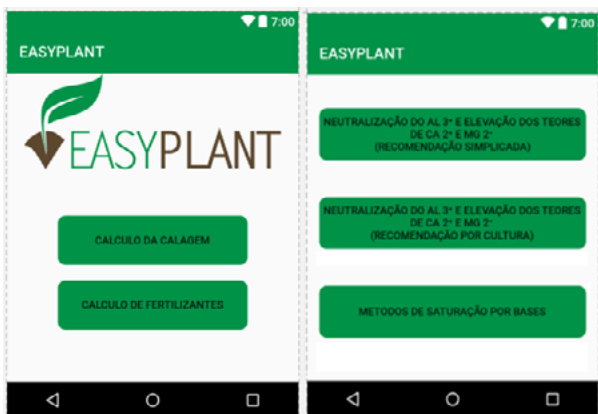 7:00
EASYPLANT
EASYPLANT
CALCULO DA CALAGEM
CALCULO DE FERTILIZANTES
7:00
EASYPLANT
NEUTRALIZAÇÃO DO AL 3+ E ELEVAÇÃO DOS TEORES
DE CA 2+ E MG 2+
(RECOMENDAÇÃO SIMPLICADA)
NEUTRALIZAÇÃO DO AL 3+ E ELEVAÇÃO DOS TEORES
DE CA 2+ E MG 2+
(RECOMENDAÇÃO POR CULTURA)
METODOS DE SATURAÇÃO POR BASES